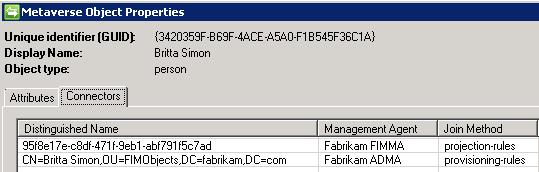 Metaverse Object Properties
Unique identifier (GUID): {3420359F-B69F-4ACE-A5A0-F1B545F36C1A}
Display Name: Britta Simon
Object type: person
Attributes Connectors
Distinguished Name Management Agent Join Method
95f8e17e-c8df-471f-9eb1-abf791f5c7ad Fabrikam FIMMA projection-rules
CN=Britta Simon,OU=FIMObjects,DC=fabrikam,DC=com Fabrikam ADMA provisioning-rules